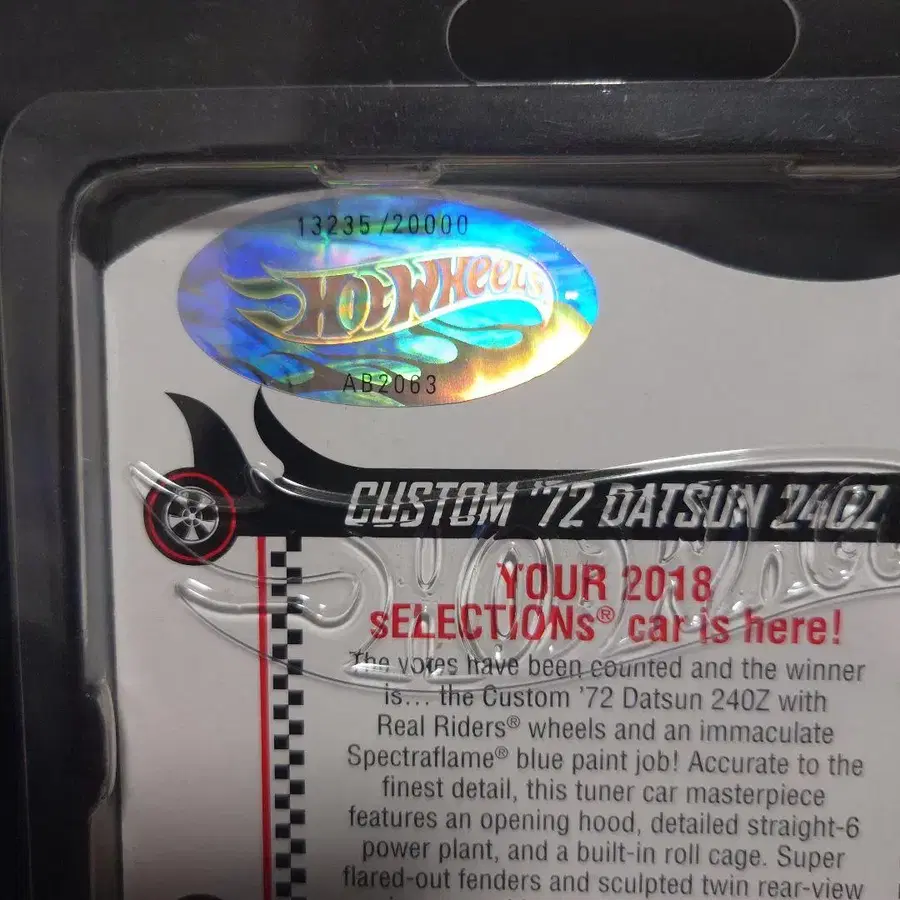 13235/20000
HOT WHEELS
AB2063
CUSTOM '72 DATSUN 240Z
YOUR 2018
sELECTIONs® car is here!
The votes have been counted and the winner
is... the Custom '72 Datsun 240Z with
Real Riders® wheels and an immaculate
Spectraflame® blue paint job! Accurate to the
finest detail, this tuner car masterpiece
features an opening hood, detailed straight-6
power plant, and a built-in roll cage. Super
flared-out fenders and sculpted twin rear-view